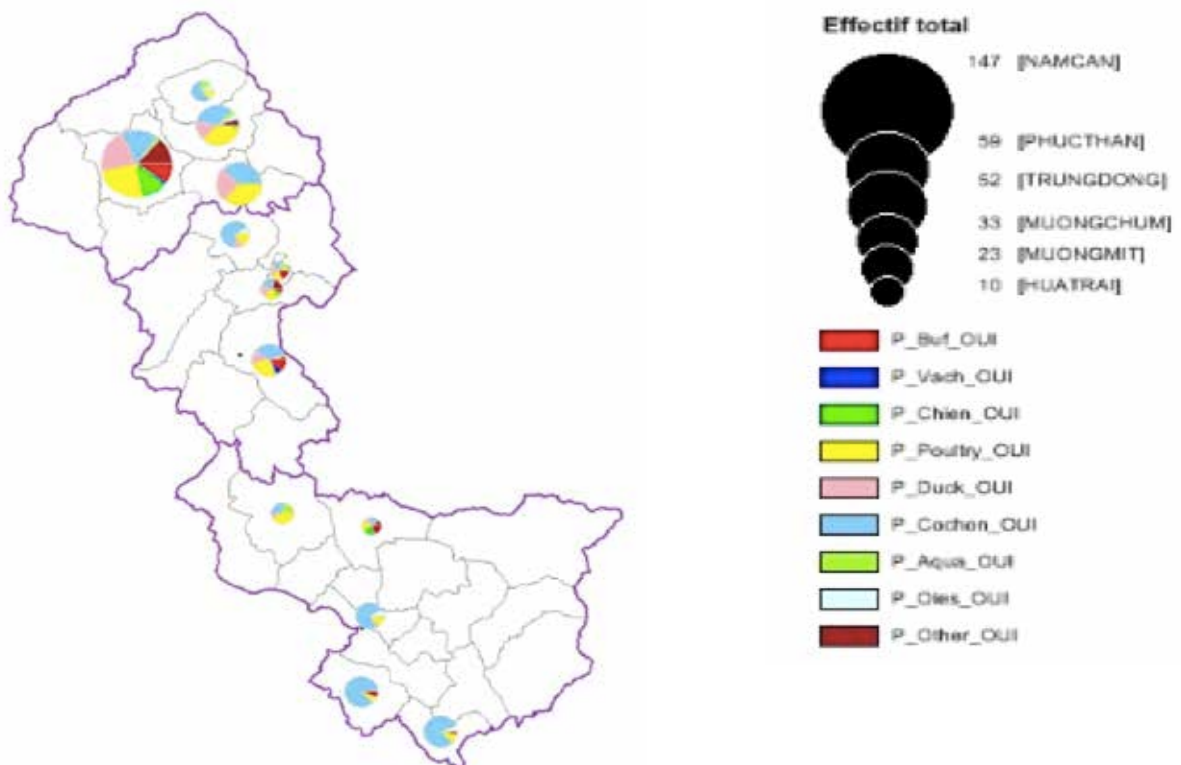 Effectif total
147 [NAMCAN]
59 [PHUCTHAN]
52 [TRUNGDONG]
33 [MUONGCHUM]
23 [MUONGMIT]
10 [HUATRAI]
P_Buf_OUI
P_Vach_OUI
P_Chien_OUI
P_Poultry_OUI
P_Duck_OUI
P_Cochon_OUI
P_Aqua_OUI
P_Oies_OUI
P_Other_OUI